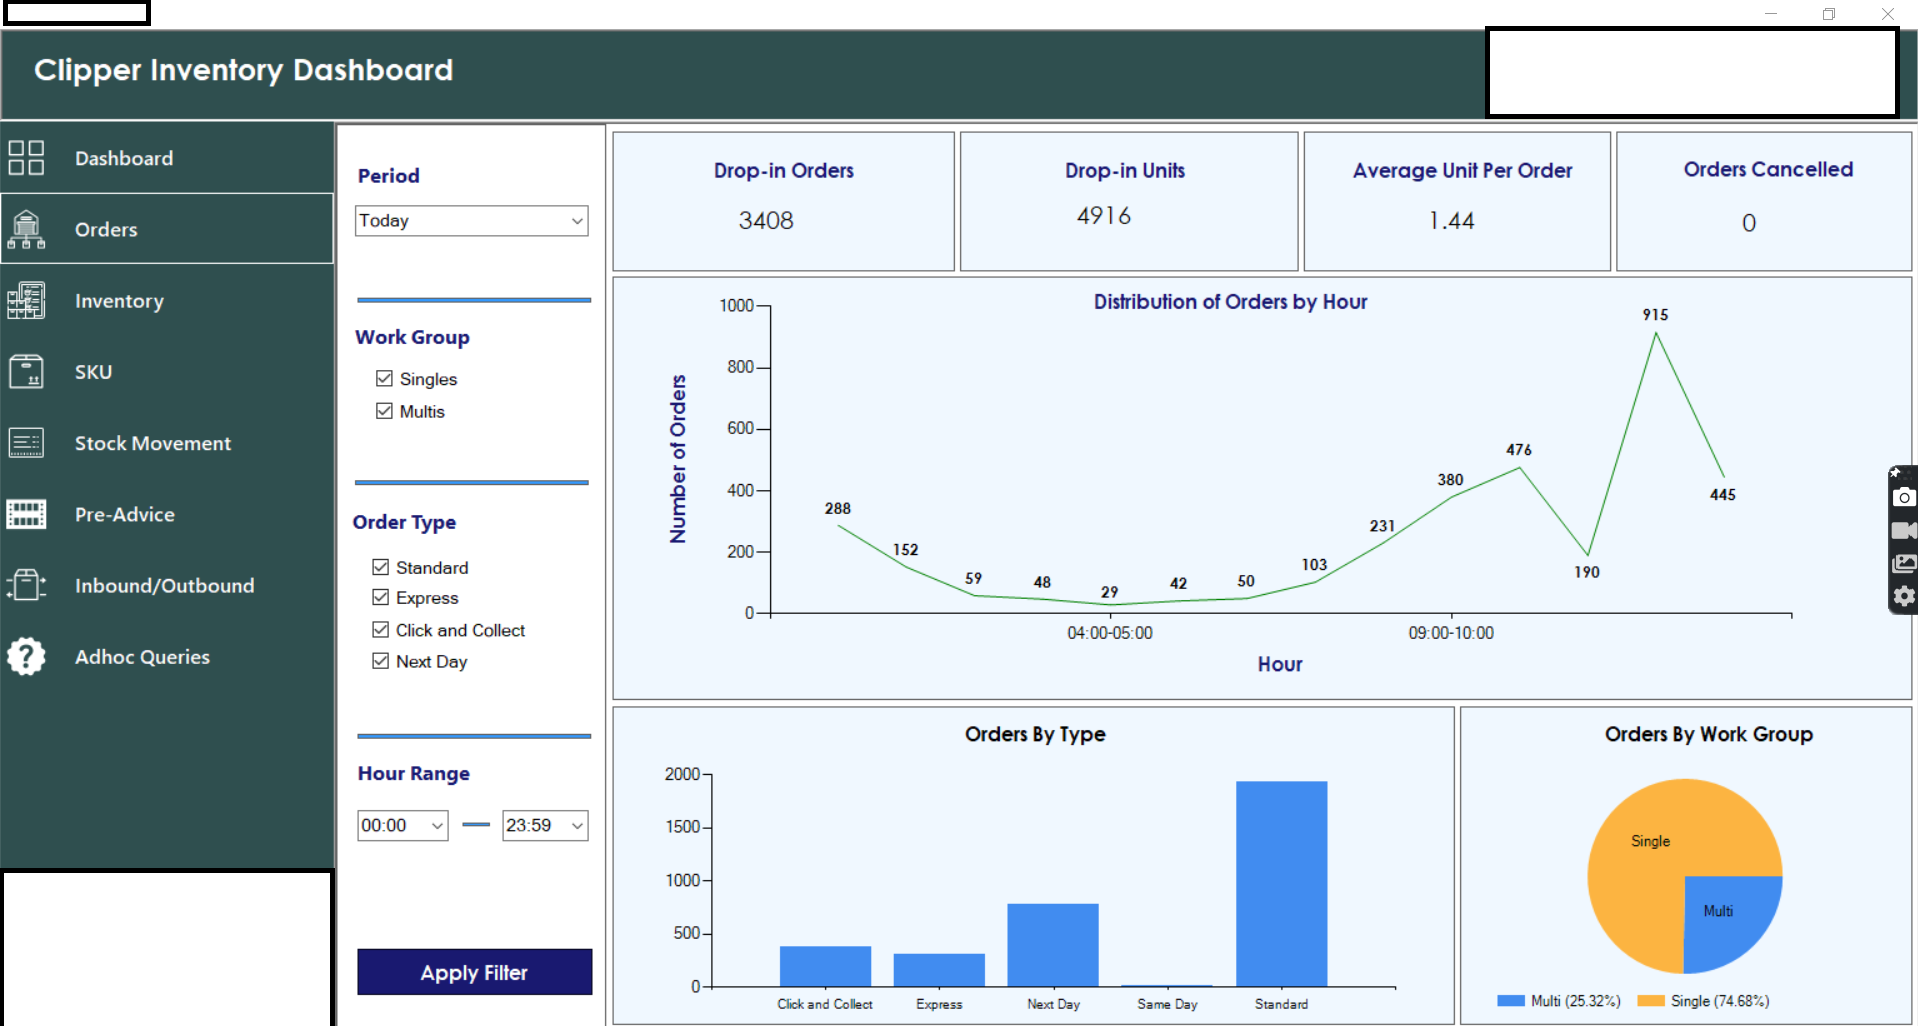 Clipper Inventory Dashboard
Dashboard
Orders
Inventory
SKU
Stock Movement
Pre-Advice
Inbound/Outbound
Adhoc Queries
Period
Today
Work Group
Singles
Multis
Order Type
Standard
Express
Click and Collect
Next Day
Hour Range
00:00
23:59
Apply Filter
Drop-in Orders
3408
Drop-in Units
4916
Average Unit Per Order
1.44
Orders Cancelled
0
Distribution of Orders by Hour
Number of Orders
1000
800
600
400
200
0
288
152
59
48
29
42
50
103
231
380
476
190
915
445
04:00-05:00
09:00-10:00
Hour
Orders By Type
2000
1500
1000
500
0
Click and Collect
Express
Next Day
Same Day
Standard
Orders By Work Group
Single
Multi
Multi (25.32%)
Single (74.68%)